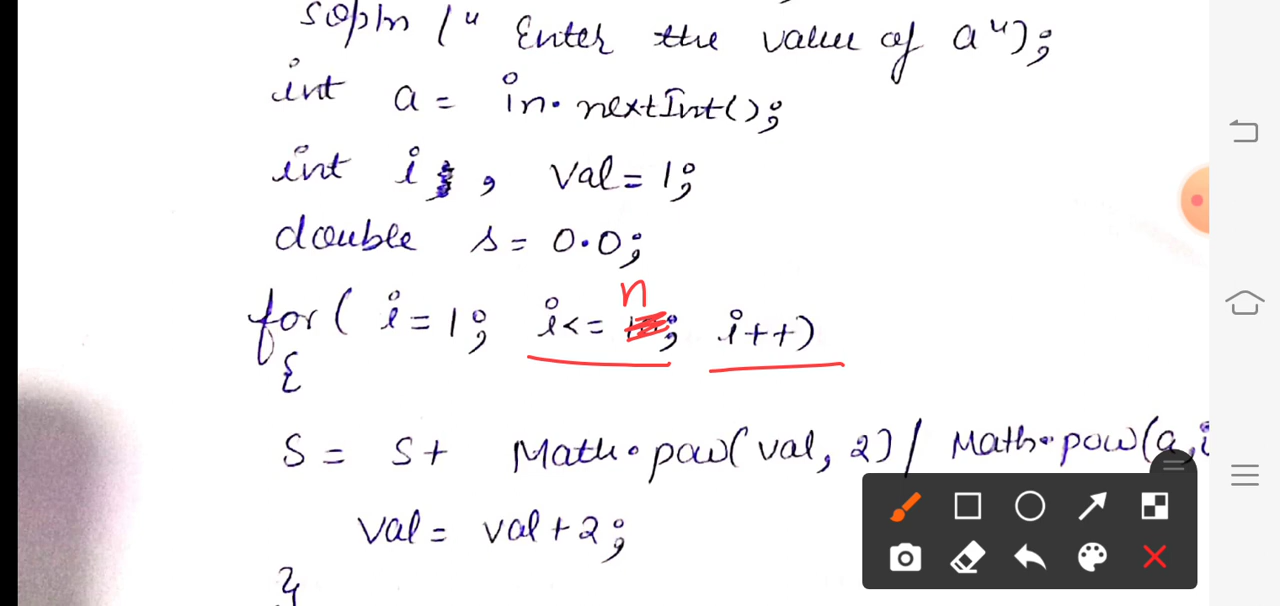 sopln (" Enter the value of a");
int a = in.nextInt();
int i , val = 1;
double s = 0.0;
for ( i = 1; i <= n ; i++)
{
s = s + Math.pow(val, 2) / Math.pow(a, i
val = val + 2;
}